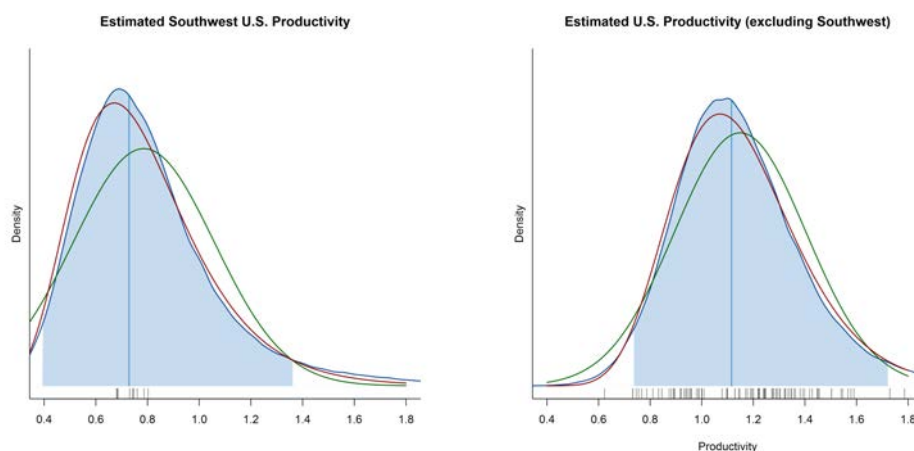 Estimated Southwest U.S. Productivity
Estimated U.S. Productivity (excluding Southwest)
Density
0.4 0.6 0.8 1.0 1.2 1.4 1.6 1.8
Density
0.4 0.6 0.8 1.0 1.2 1.4 1.6 1.8
Productivity